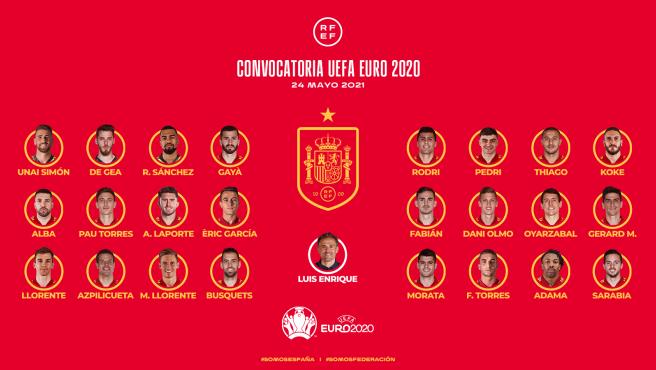 RF
EF
CONVOCATORIA UEFA EURO 2020
24 MAYO 2021
UNAI SIMÓN DE GEA R. SÁNCHEZ GAYÀ
RODRI PEDRI THIAGO KOKE
ALBA PAU TORRES A. LAPORTE ÈRIC GARCÍA
FABIÁN DANI OLMO OYARZABAL GERARD M.
LLORENTE AZPILICUETA M. LLORENTE BUSQUETS
MORATA F. TORRES ADAMA SARABIA
RF
EF
LUIS ENRIQUE
UEFA
EURO2020
#SOMOSESPAÑA | #SOMOSFEDERACIÓN